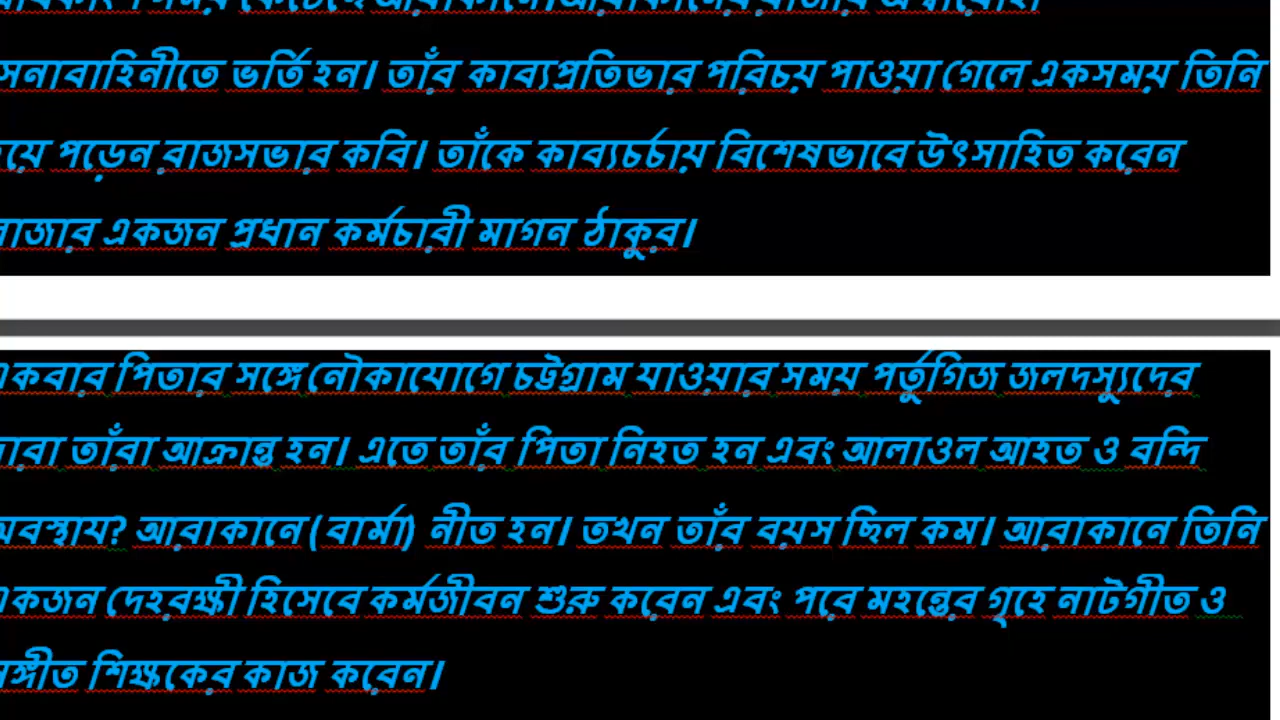 সেনাবাহিনীতে ভর্তি হন। তাঁর কাব্যপ্রতিভার পরিচয় পাওয়া গেলে একসময় তিনি
পড়েন রাজসভার কবি। তাঁকে কাব্যচর্চায় বিশেষভাবে উৎসাহিত করেন
রাজার একজন প্রধান কর্মচারী মাগন ঠাকুর।
একবার পিতার সঙ্গে নৌকাযোগে চট্টগ্রাম যাওয়ার সময় পর্তুগিজ জলদস্যুদের
দ্বারা তাঁরা আক্রান্ত হন। এতে তাঁর পিতা নিহত হন এবং আলাওল আহত ও বন্দি
অবস্থায়? আরাকানে (বার্মা) নীত হন। তখন তাঁর বয়স ছিল কম। আরাকানে তিনি
একজন দেহরক্ষী হিসেবে কর্মজীবন শুরু করেন এবং পরে মহন্তের গৃহে নাটগীত ও
সঙ্গীত শিক্ষকের কাজ করেন।